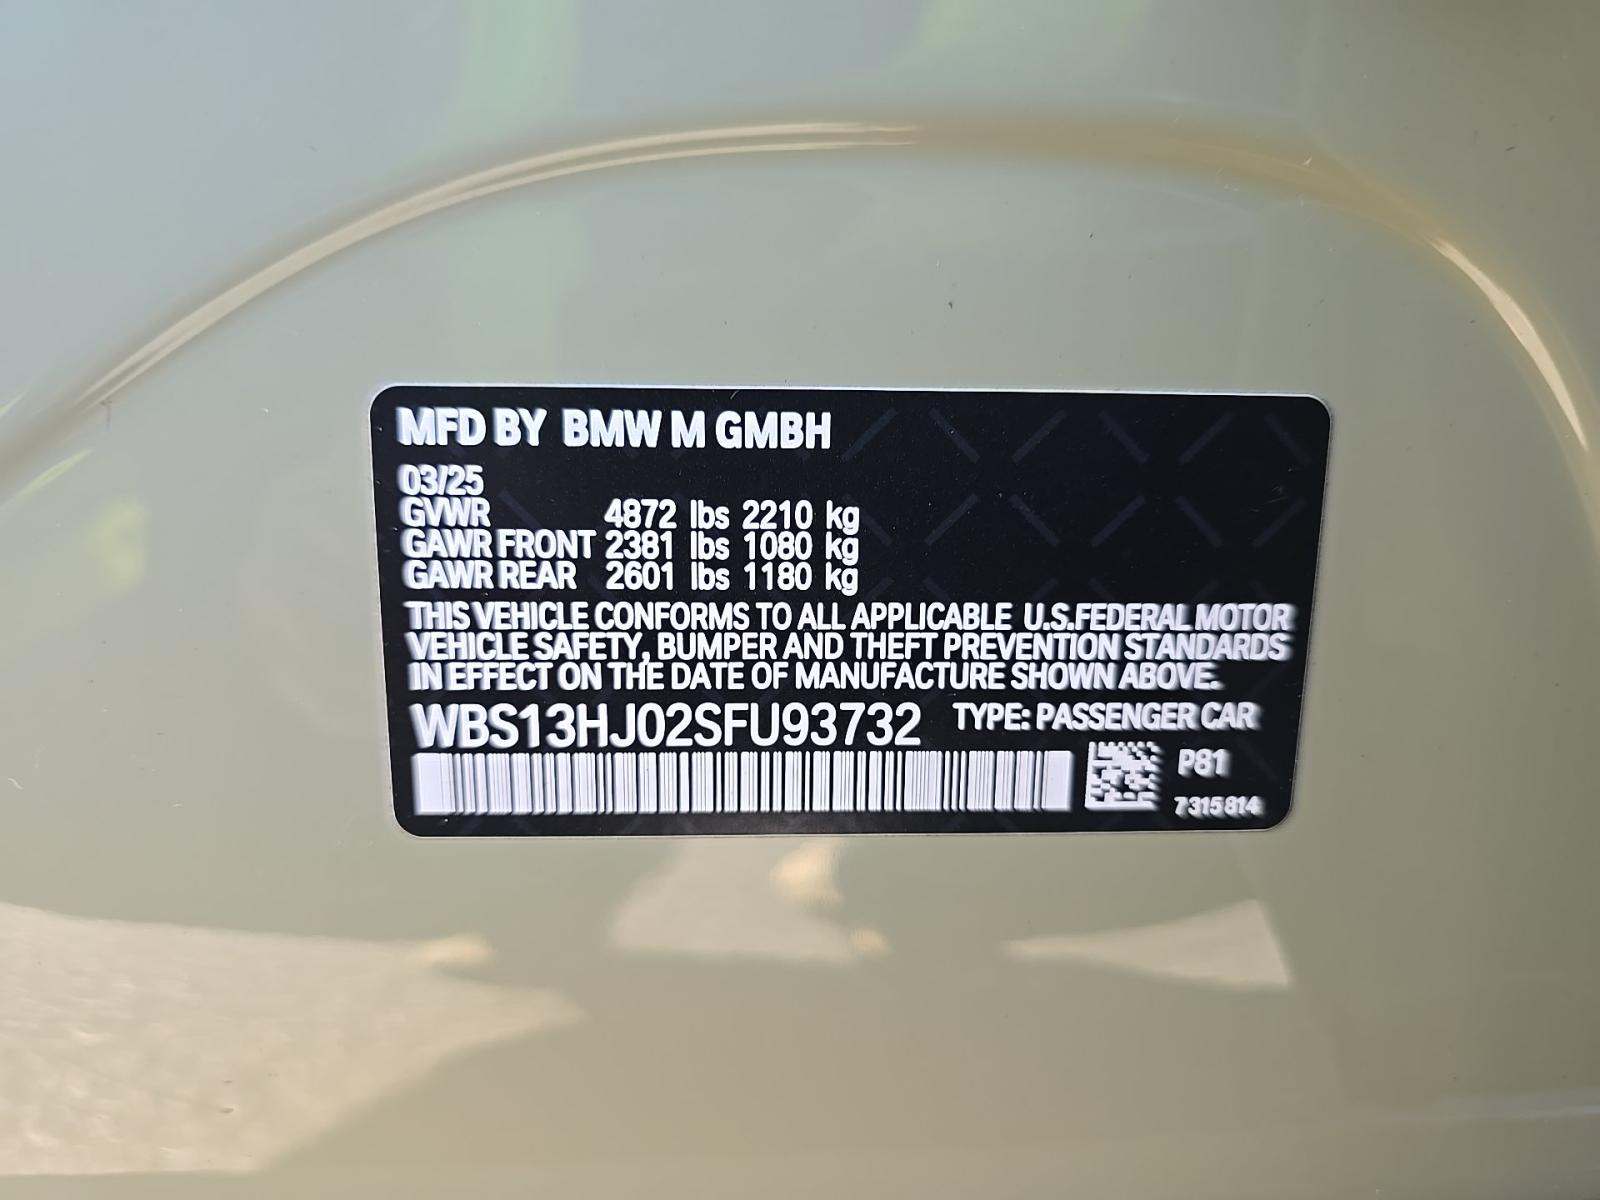 MFD BY BMW M GMBH
03/25
GVWR 4872 lbs 2210 kg
GAWR FRONT 2381 lbs 1080 kg
GAWR REAR 2601 lbs 1180 kg
THIS VEHICLE CONFORMS TO ALL APPLICABLE U.S.FEDERAL MOTOR
VEHICLE SAFETY, BUMPER AND THEFT PREVENTION STANDARDS
IN EFFECT ON THE DATE OF MANUFACTURE SHOWN ABOVE.
WBS13HJ02SFU93732 TYPE: PASSENGER CAR
P81
7315814